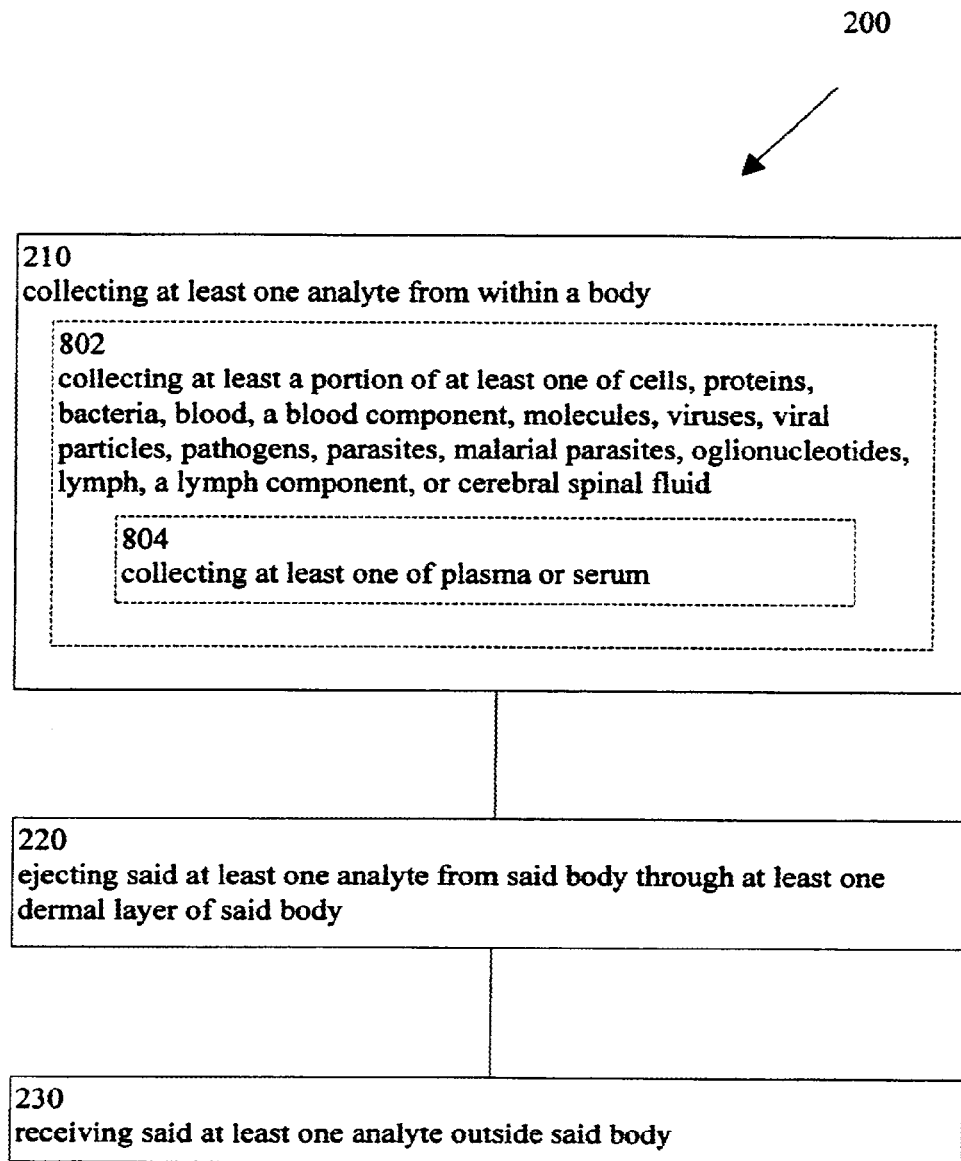 200
210
collecting at least one analyte from within a body
802
collecting at least a portion of at least one of cells, proteins,
bacteria, blood, a blood component, molecules, viruses, viral
particles, pathogens, parasites, malarial parasites, oglionucleotides,
lymph, a lymph component, or cerebral spinal fluid
804
collecting at least one of plasma or serum
220
ejecting said at least one analyte from said body through at least one
dermal layer of said body
230
receiving said at least one analyte outside said body